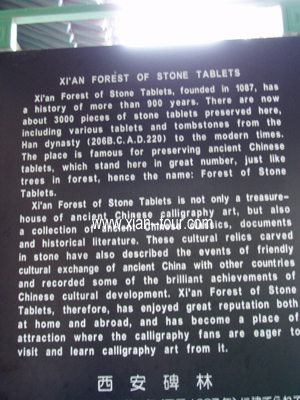 XI'AN FOREST OF STONE TABLETS
Xi'an Forest of Stone Tablets, founded in 1087, has
a history of more than 900 years. There are now
about 3000 pieces of stone tablets preserved here,
including various tablets and tombstones from the
Han dynasty (206B.C.A.D.220) to the modern times.
The place is famous for preserving ancient Chinese
tablets, which stand here in great number, just like
trees in forest, hence the name: Forest of Stone
Tablets.
Xi'an Forest of Stone Tablets is not only a treasure-
house of ancient Chinese calligraphy art, but also
a collection of documents
www.xian-tour.com
and historical literature. These cultural relics carved
in stone have also described the events of friendly
cultural exchange of ancient China with other countries
and recorded some of the brilliant achievements of
Chinese cultural development. Xi'an Forest of Stone
Tablets, therefore, has enjoyed great reputation both
at home and abroad, and has become a place of
attraction where the calligraphy fans are eager to
visit and learn calligraphy art from it.
西安碑林